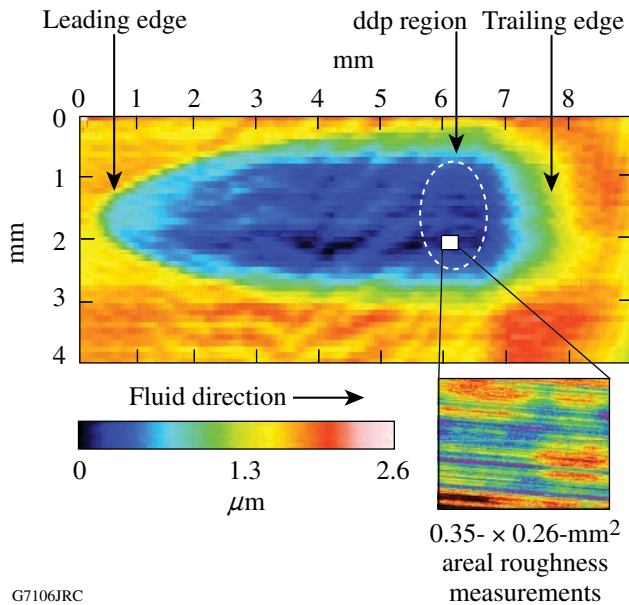 Leading edge
ddp region
Trailing edge
mm
0 1 2 3 4 5 6 7 8
0
1
2
3
4
mm
Fluid direction
0 1.3 2.6
μm
0.35- × 0.26-mm²
areal roughness
measurements
G7106JRC